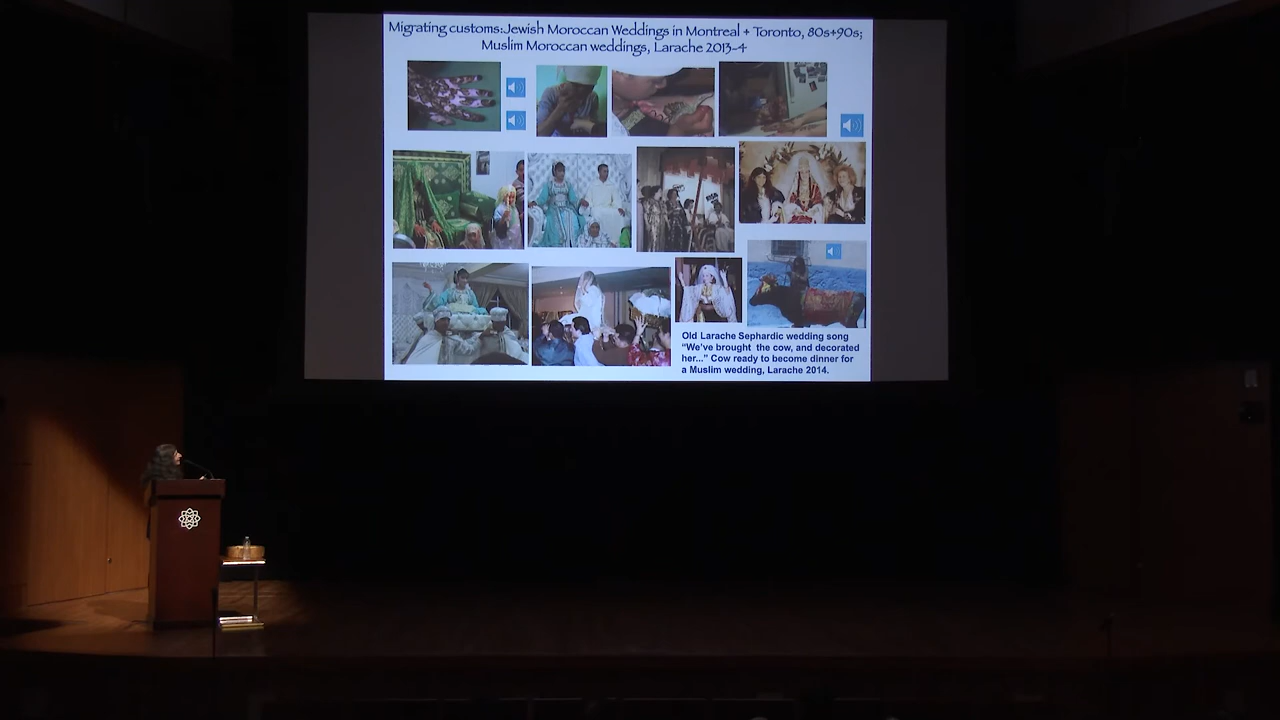 Migrating customs:Jewish Moroccan Weddings in Montreal + Toronto, 80s+90s;
Muslim Moroccan weddings, Larache 2013-4
Old Larache Sephardic wedding song
“We’ve brought the cow, and decorated
her...” Cow ready to become dinner for
a Muslim wedding, Larache 2014.